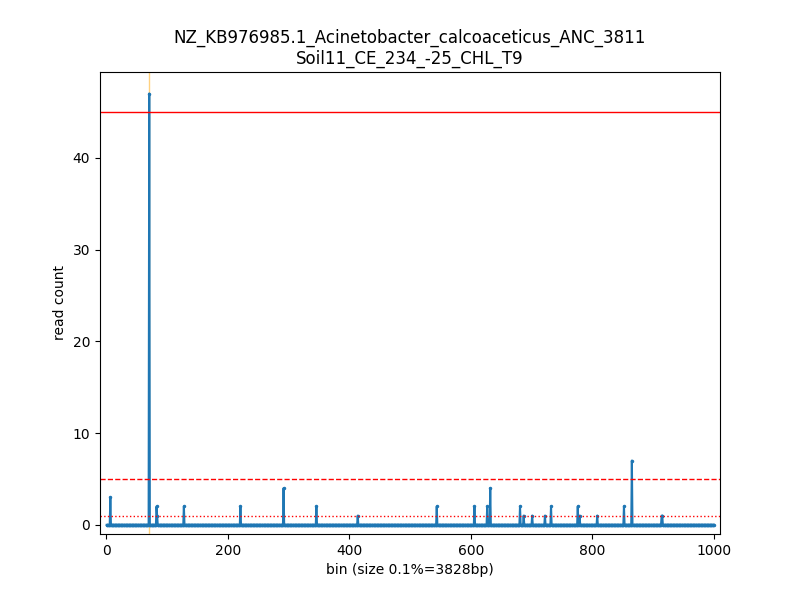 NZ_KB976985.1_Acinetobacter_calcoaceticus_ANC_3811
Soil11_CE_234_-25_CHL_T9
40
30
20
10
0
read count
0 200 400 600 800 1000
bin (size 0.1%=3828bp)